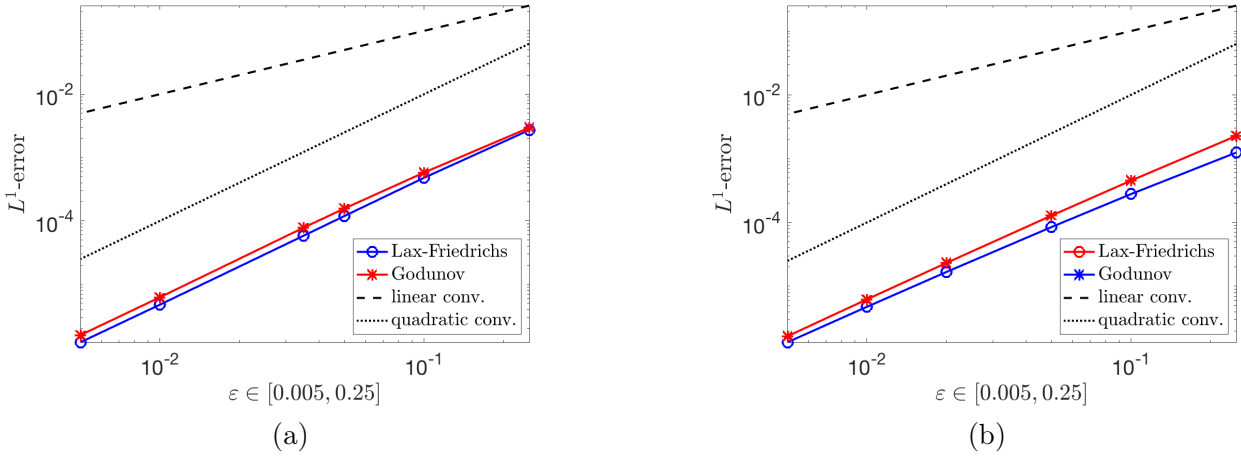 10^-2
10^-4
L^1-error
Lax-Friedrichs
Godunov
linear conv.
quadratic conv.
10^-2
10^-1
ε ∈ [0.005, 0.25]
(a)
10^-2
10^-4
L^1-error
Lax-Friedrichs
Godunov
linear conv.
quadratic conv.
10^-2
10^-1
ε ∈ [0.005, 0.25]
(b)